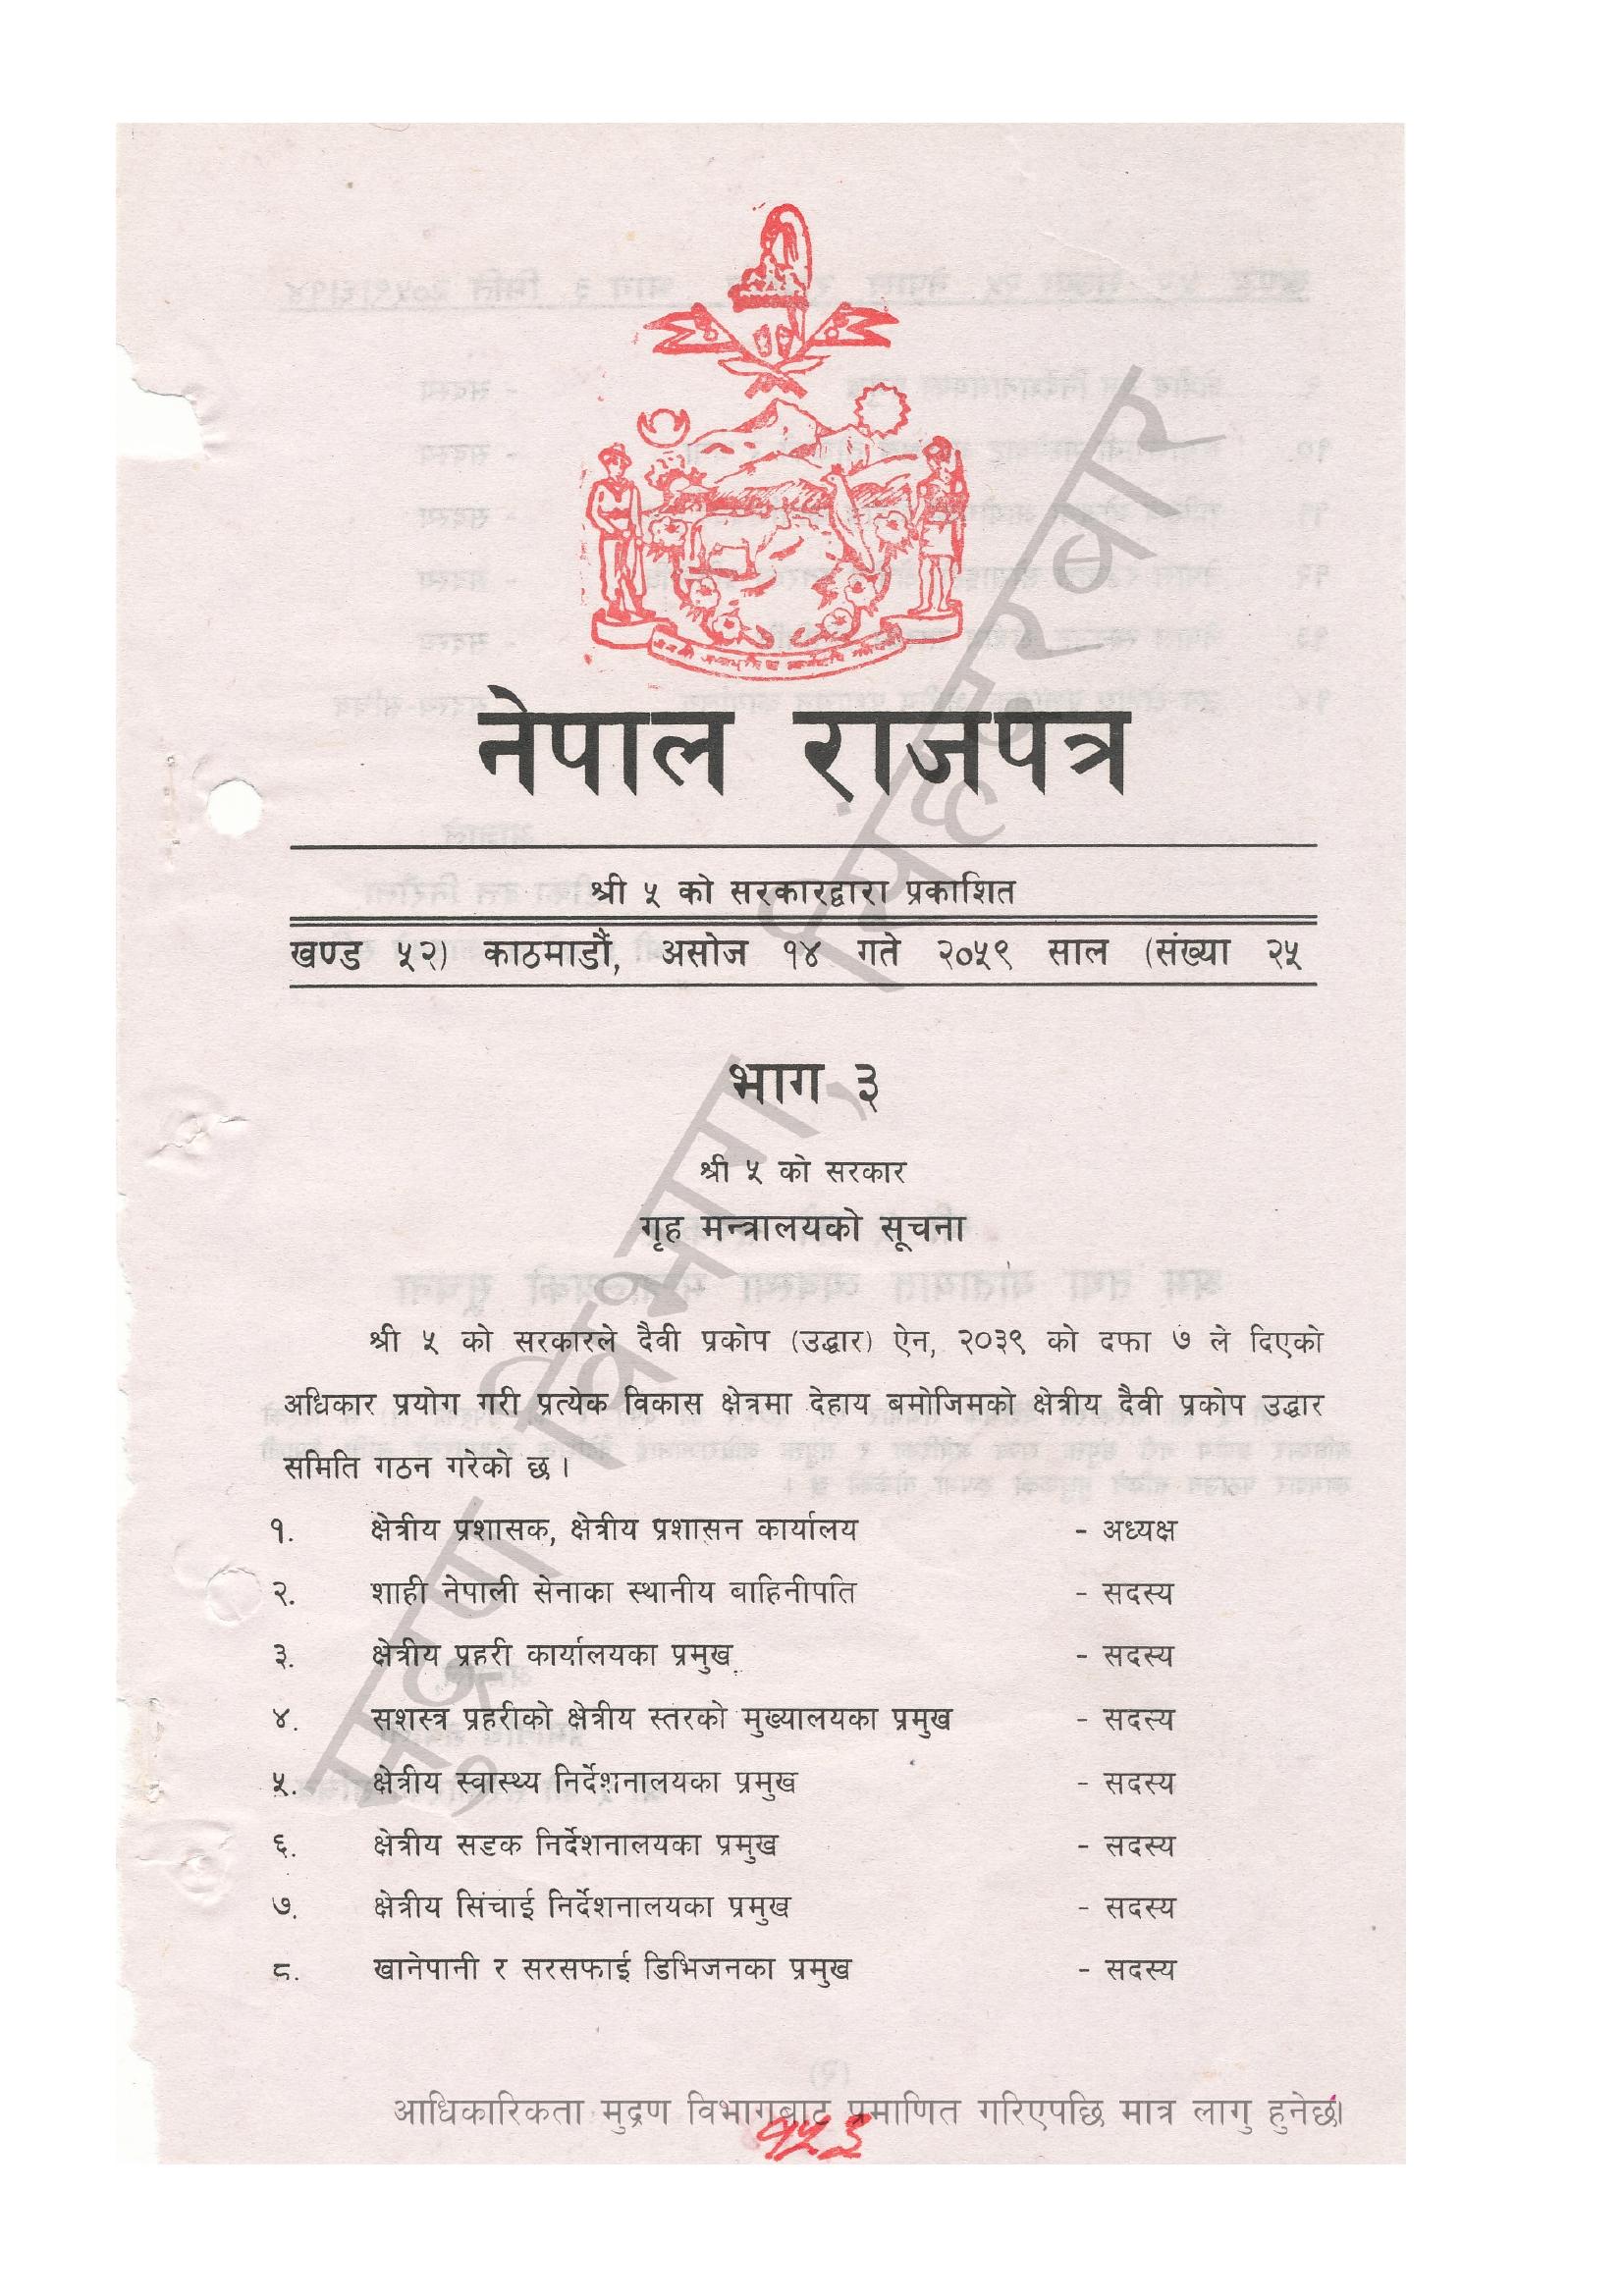 नेपाल राजपत्र
श्री ५ को सरकारद्वारा प्रकाशित
खण्ड ५२) काठमाडौं, असोज १४ गते २०५९ साल (संख्या २५
भाग ३
श्री ५ को सरकार
गृह मन्त्रालयको सूचना
श्री ५ को सरकारले दैवी प्रकोप (उद्धार) ऐन, २०३९ को दफा ७ ले दिएको
अधिकार प्रयोग गरी प्रत्येक विकास क्षेत्रमा देहाय बमोजिमको क्षेत्रीय दैवी प्रकोप उद्धार
समिति गठन गरेको छ ।
१. क्षेत्रीय प्रशासक, क्षेत्रीय प्रशासन कार्यालय - अध्यक्ष
२. शाही नेपाली सेनाका स्थानीय बाहिनीपति - सदस्य
३. क्षेत्रीय प्रहरी कार्यालयका प्रमुख - सदस्य
४. सशस्त्र प्रहरीको क्षेत्रीय स्तरको मुख्यालयका प्रमुख - सदस्य
५. क्षेत्रीय स्वास्थ्य निर्देशनालयका प्रमुख - सदस्य
६. क्षेत्रीय सडक निर्देशनालयका प्रमुख - सदस्य
७. क्षेत्रीय सिंचाई निर्देशनालयका प्रमुख - सदस्य
८. खानेपानी र सरसफाई डिभिजनका प्रमुख - सदस्य
मुद्रण विभाग, सिंहदरबार
आधिकारिकता मुद्रण विभागबाट प्रमाणित गरिएपछि मात्र लागु हुनेछ।
१५३